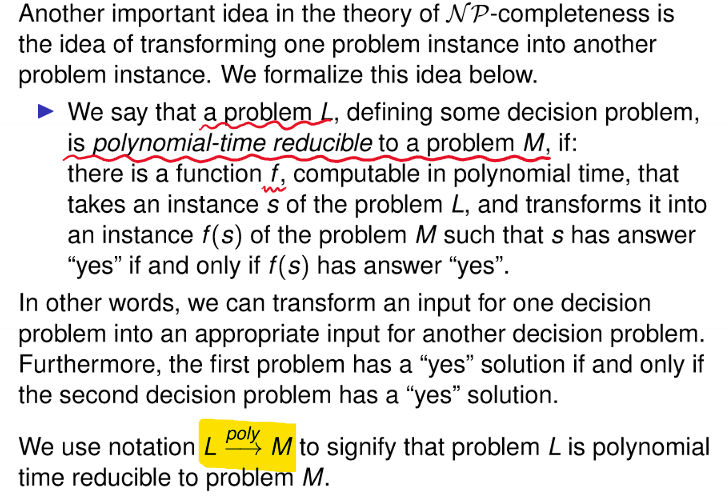 Another important idea in the theory of 𝒩𝒫-completeness is
the idea of transforming one problem instance into another
problem instance. We formalize this idea below.
▶ We say that a problem L, defining some decision problem,
is polynomial-time reducible to a problem M, if:
there is a function f, computable in polynomial time, that
takes an instance s of the problem L, and transforms it into
an instance f(s) of the problem M such that s has answer
“yes” if and only if f(s) has answer “yes”.
In other words, we can transform an input for one decision
problem into an appropriate input for another decision problem.
Furthermore, the first problem has a “yes” solution if and only if
the second decision problem has a “yes” solution.
We use notation L poly⟶ M to signify that problem L is polynomial
time reducible to problem M.